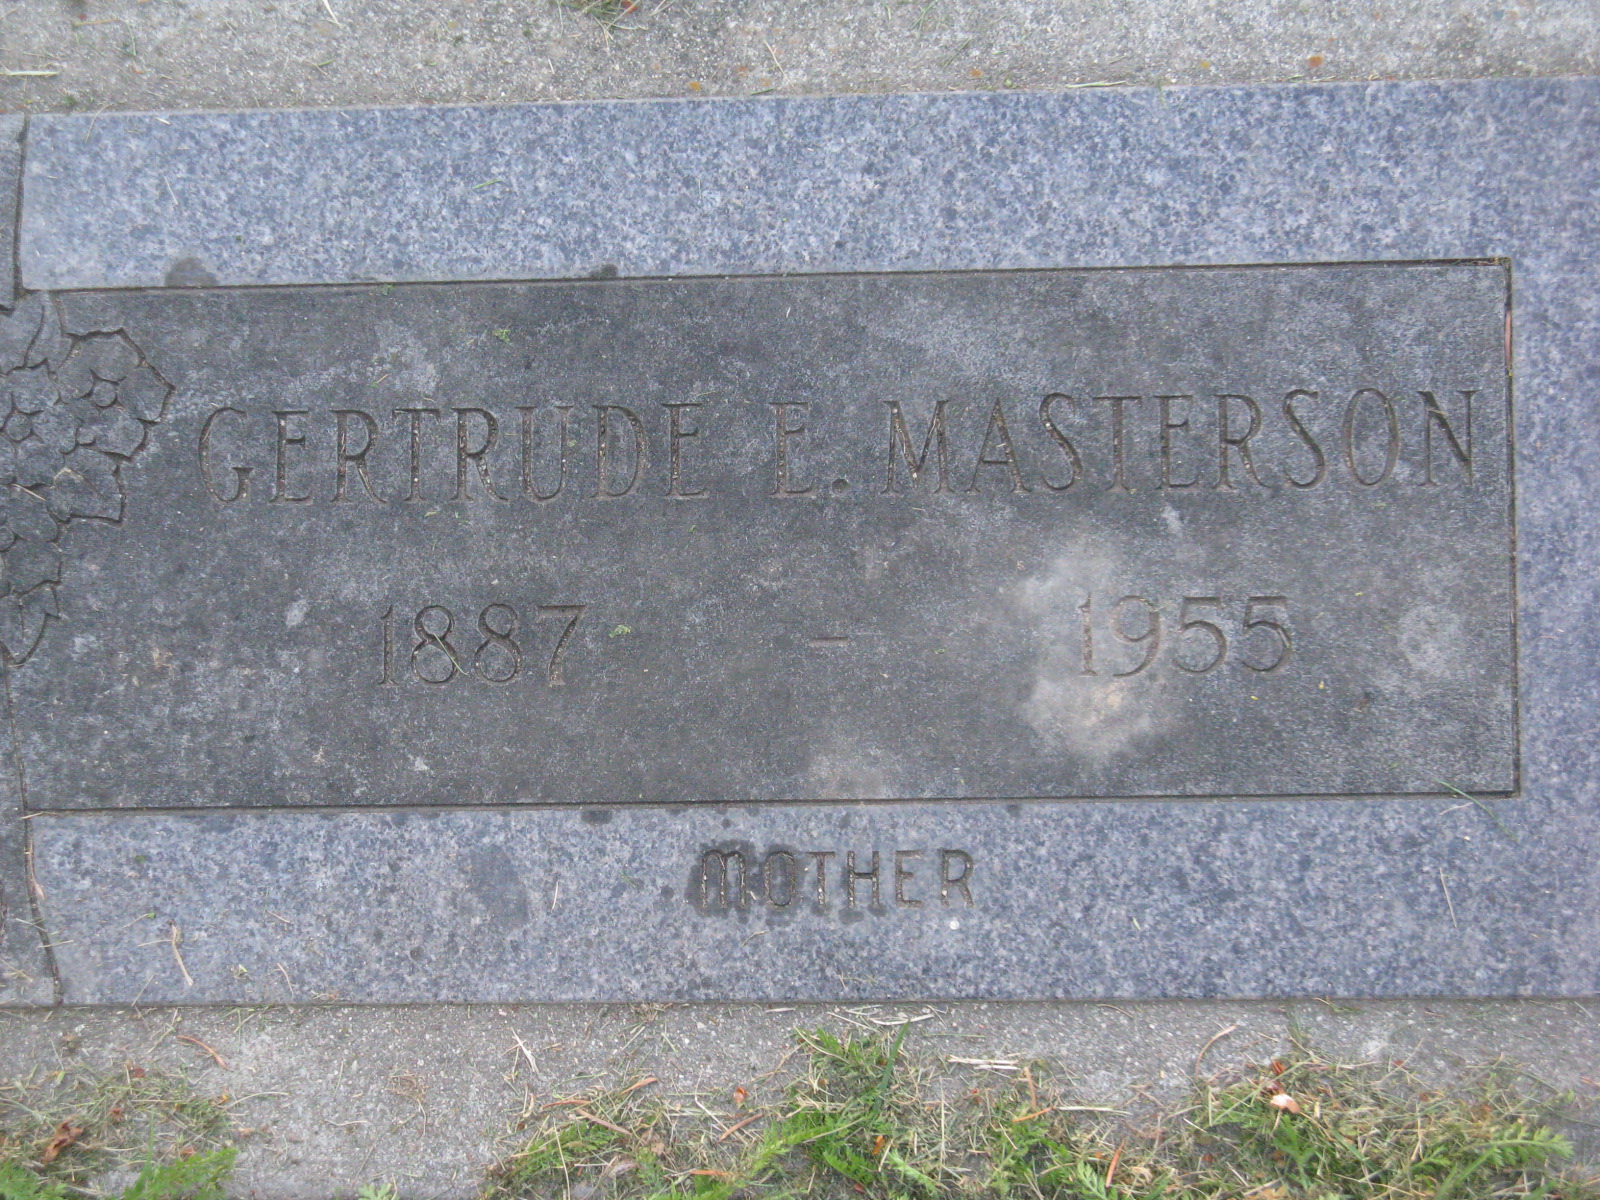 GERTRUDE E. MASTERSON
1887 - 1955
MOTHER